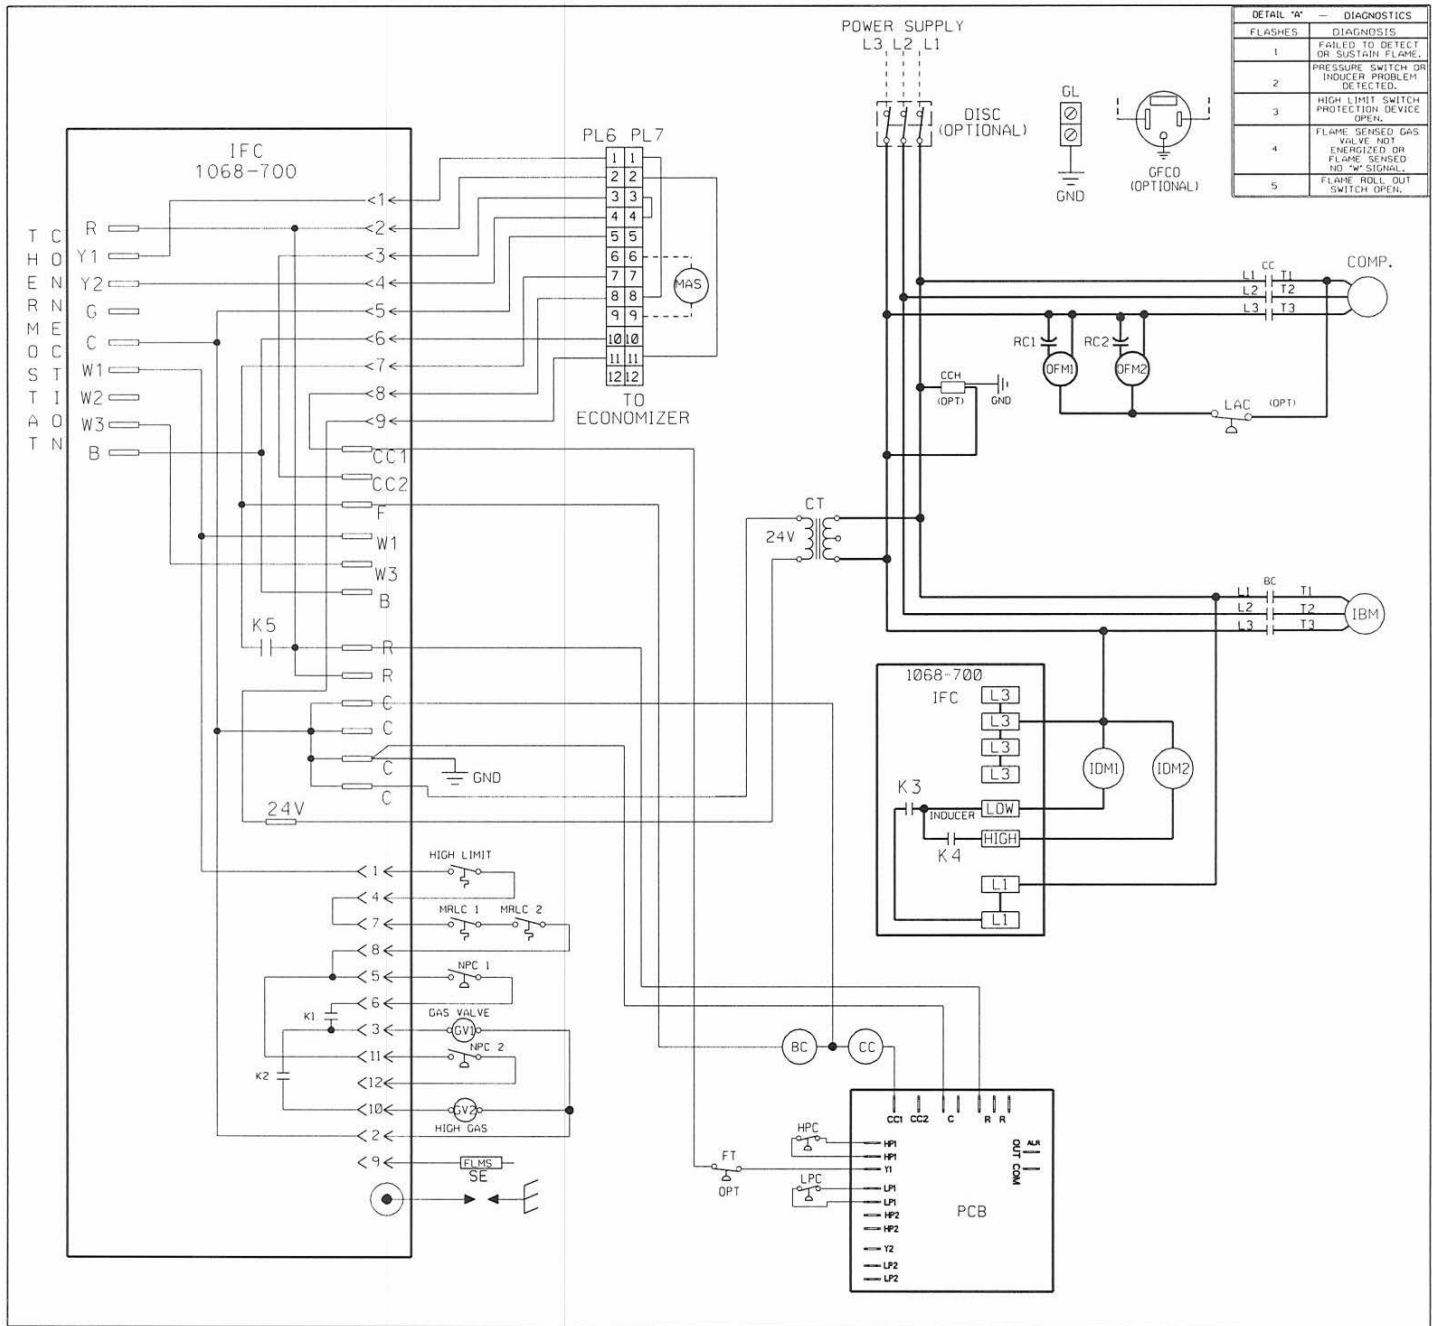 DETAIL "A" — DIAGNOSTICS
FLASHES DIAGNOSIS
1 FAILED TO DETECT
OR SUSTAIN FLAME.
2 PRESSURE SWITCH OR
INDUCER PROBLEM
DETECTED.
3 HIGH LIMIT SWITCH
PROTECTION DEVICE
OPEN.
4 FLAME SENSED GAS
VALVE NOT
ENERGIZED OR
FLAME SENSED
NO "W" SIGNAL.
5 FLAME ROLL OUT
SWITCH OPEN.
POWER SUPPLY
L3 L2 L1
DISC
(OPTIONAL)
GL
GND
GFCO
(OPTIONAL)
IFC
1068-700
THERMOSTAT
CONNECTION
R
Y1
Y2
G
C
W1
W2
W3
B
<1
<2
<3
<4
<5
<6
<7
<8
<9
CC1
CC2
F
W1
W3
B
K5
R
R
C
C
C
GND
C
24V
PL6 PL7
1 1
2 2
3 3
4 4
5 5
6 6
7 7
8 8
9 9
10 10
11 11
12 12
MAS
TO
ECONOMIZER
L1 CC T1
L2 T2
L3 T3
COMP.
RC1
RC2
OFM1
OFM2
LAC (OPT)
CCH
(OPT)
GND
CT
24V
L1 BC T1
L2 T2
L3 T3
IBM
1068-700
IFC
L3
L3
L3
L3
K3
INDUCER
LOW
K4
HIGH
L1
L1
IDM1
IDM2
HIGH LIMIT
<1
<4
MRLC 1 MRLC 2
<7
<8
NPC 1
<5
<6
K1
GAS VALVE
<3
GV1
NPC 2
<11
K2
<12
<10
GV2
HIGH GAS
<2
<9
FLMS
SE
BC
CC
FT
OPT
HPC
LPC
CC1 CC2 C R R
HP1
HP1
Y1
LP1
LP1
HP2
HP2
Y2
LP2
LP2
ALR
OUT COM
PCB